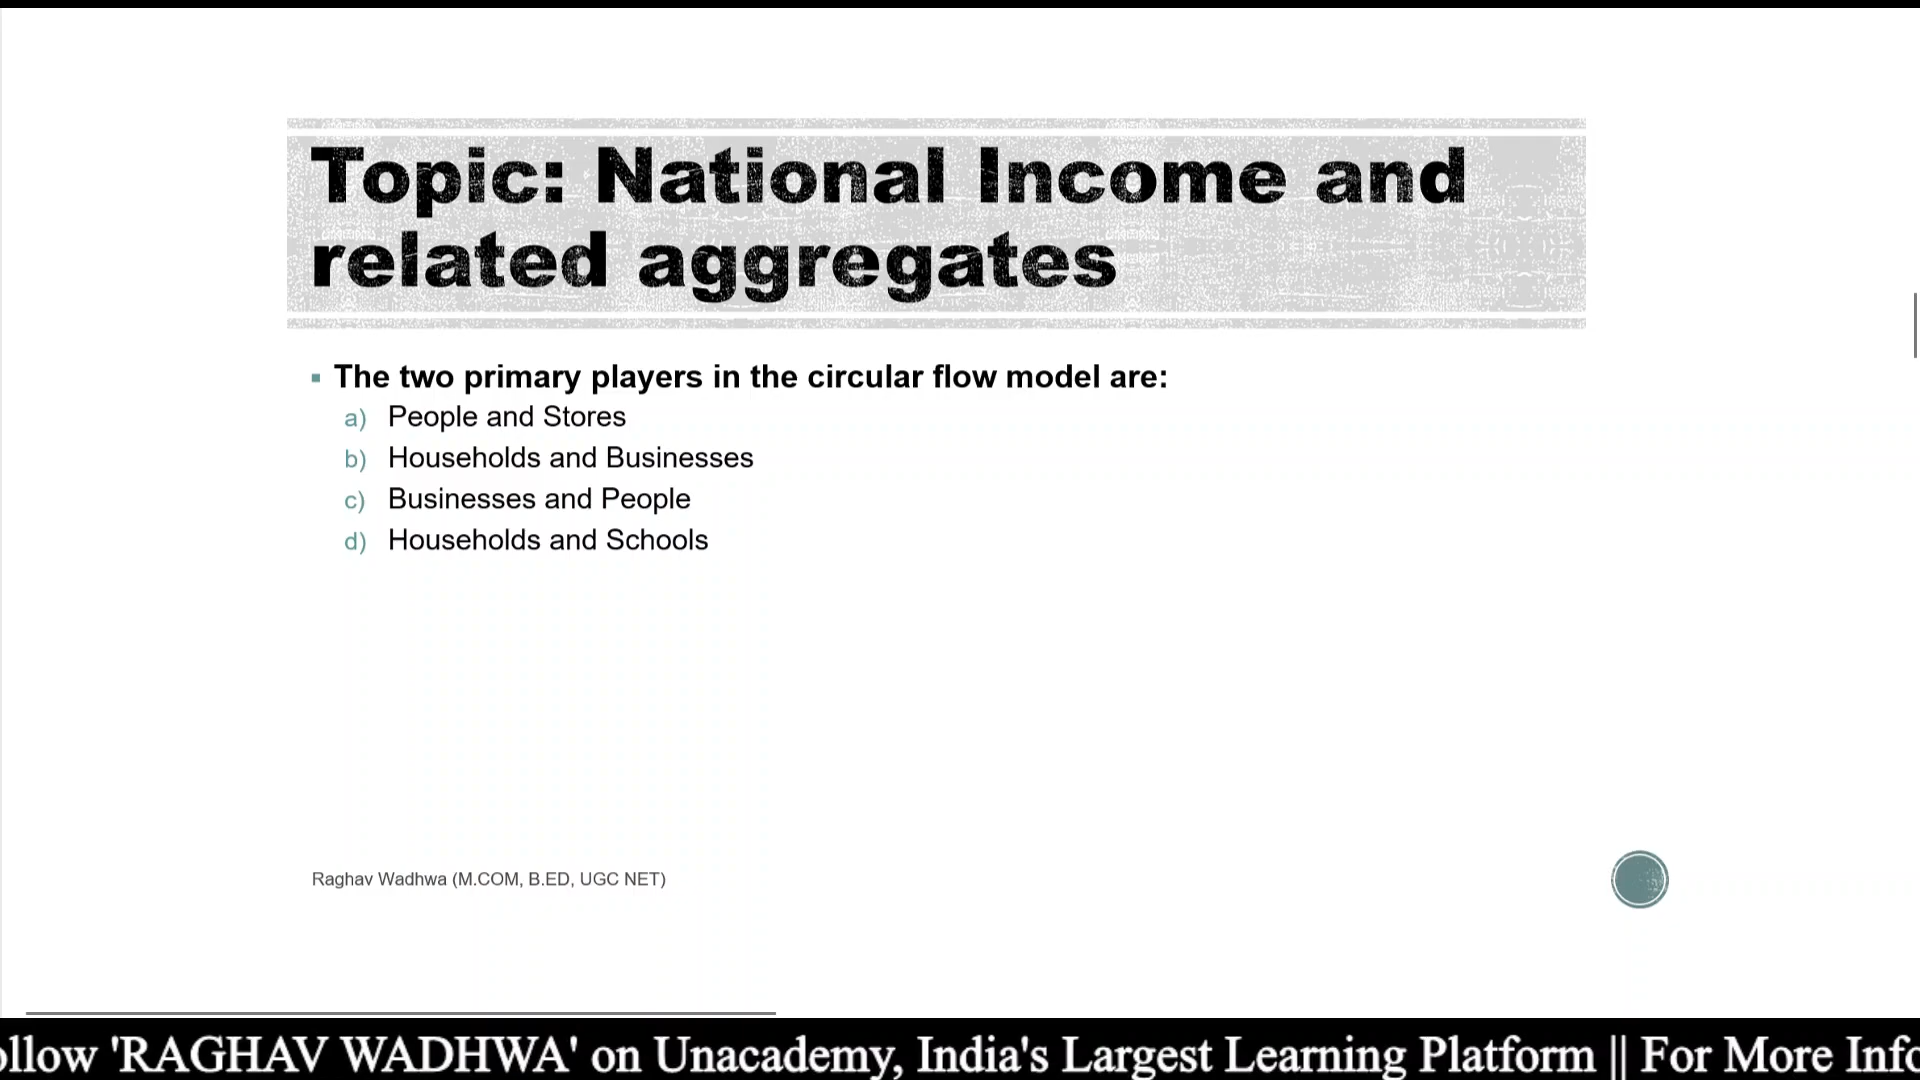 Topic: National Income and
related aggregates
▪ The two primary players in the circular flow model are:
a) People and Stores
b) Households and Businesses
c) Businesses and People
d) Households and Schools
Raghav Wadhwa (M.COM, B.ED, UGC NET)
ollow 'RAGHAV WADHWA' on Unacademy, India's Largest Learning Platform || For More Info